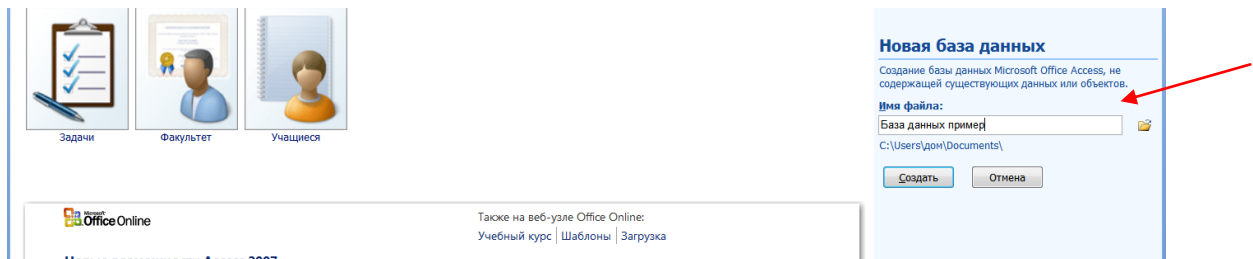 Задачи
Факультет
Учащиеся
Microsoft
Office Online
Также на веб-узле Office Online:
Учебный курс | Шаблоны | Загрузка
Новая база данных
Создание базы данных Microsoft Office Access, не
содержащей существующих данных или объектов.
Имя файла:
База данных пример
C:\Users\дом\Documents\
Создать
Отмена